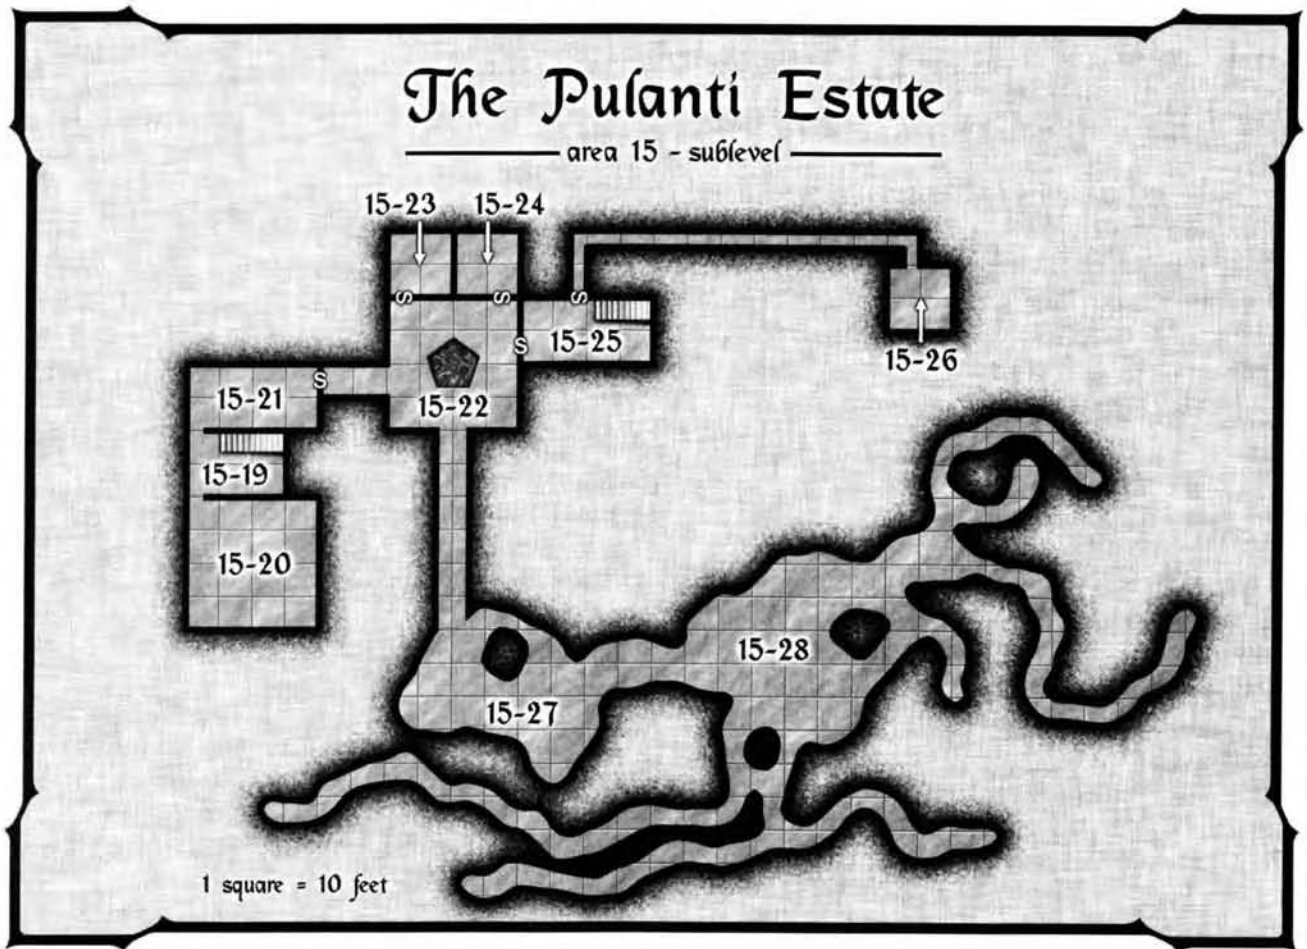 The Pulanti Estate
area 15 - sublevel
15-23 15-24
S S S
15-25
S
15-26
S
15-21
15-22
15-19
15-20
15-28
15-27
1 square = 10 feet